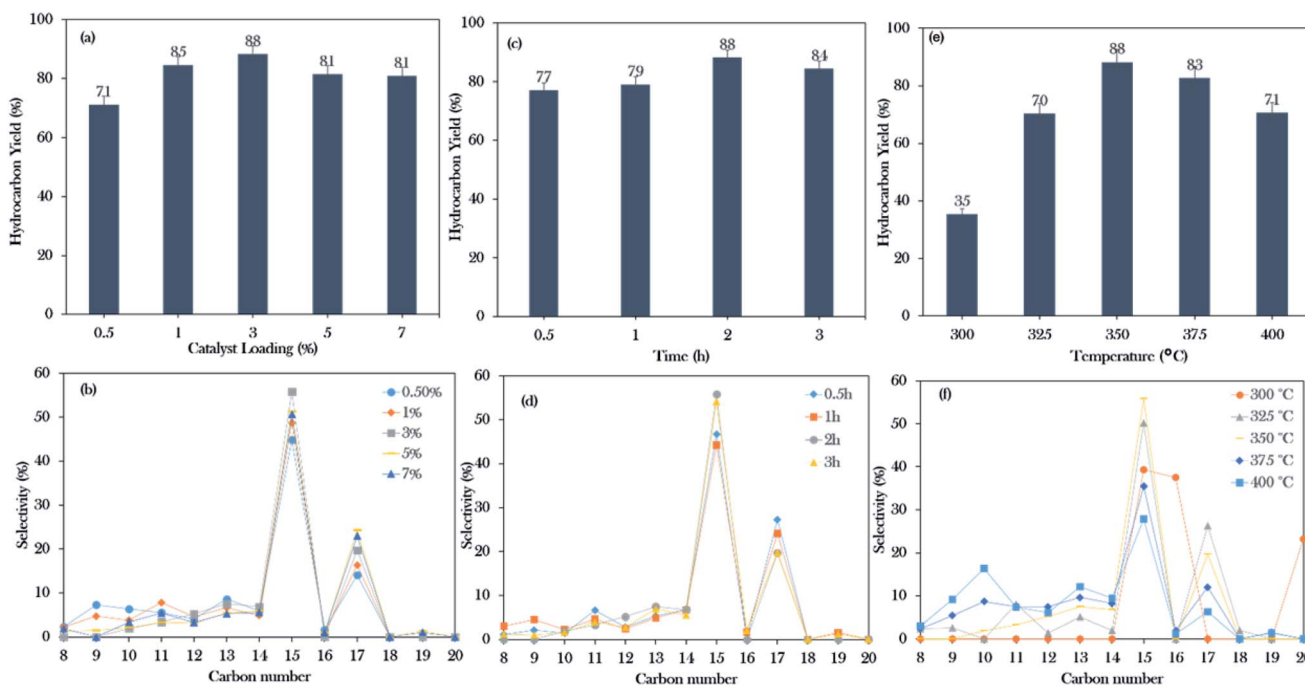 (a)
Hydrocarbon Yield (%)
100
80
60
40
20
0
71
85
88
81
81
0.5 1 3 5 7
Catalyst Loading (%)
(c)
Hydrocarbon Yield (%)
100
80
60
40
20
0
77
79
88
84
0.5 1 2 3
Time (h)
(e)
Hydrocarbon Yield (%)
100
80
60
40
20
0
35
70
88
83
71
300 325 350 375 400
Temperature (°C)
(b)
Selectivity (%)
60
50
40
30
20
10
0
0.50%
1%
3%
5%
7%
8 9 10 11 12 13 14 15 16 17 18 19 20
Carbon number
(d)
Selectivity (%)
60
50
40
30
20
10
0
0.5h
1h
2h
3h
8 9 10 11 12 13 14 15 16 17 18 19 20
Carbon number
(f)
Selectivity (%)
60
50
40
30
20
10
0
300 °C
325 °C
350 °C
375 °C
400 °C
8 9 10 11 12 13 14 15 16 17 18 19 20
Carbon number